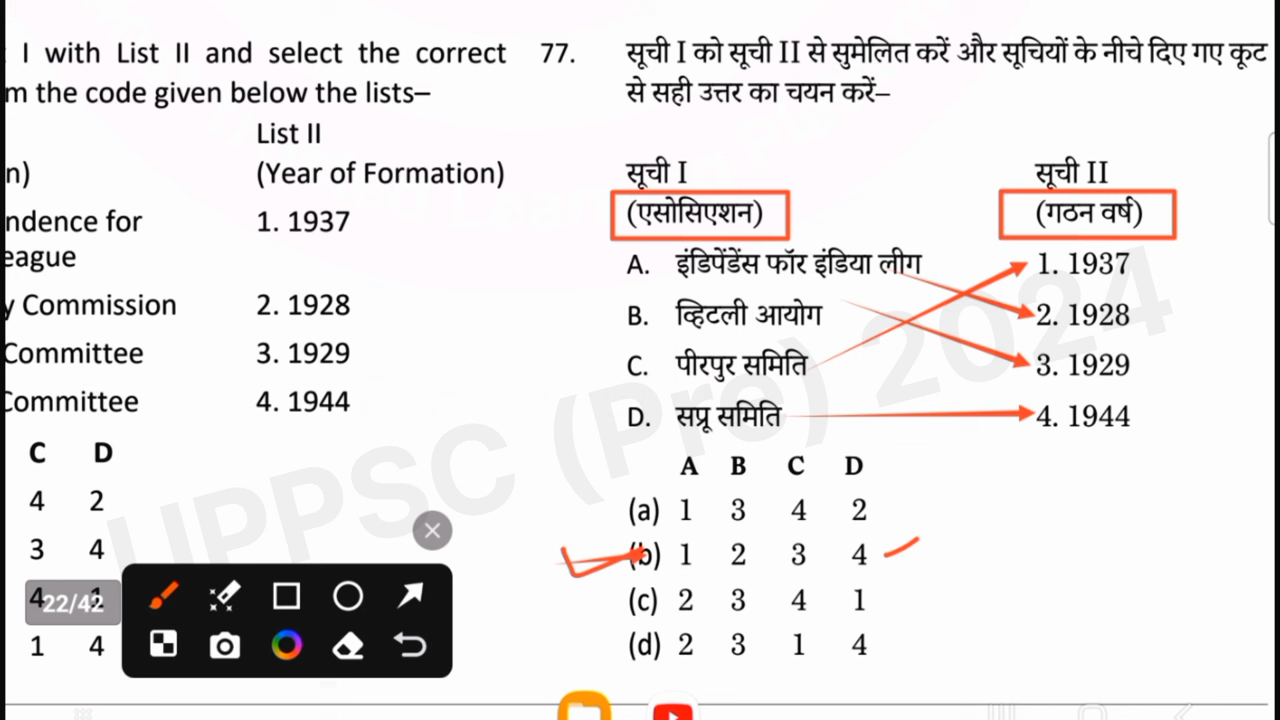 I with List II and select the correct
m the code given below the lists–
List II
n)
(Year of Formation)
ndence for
1. 1937
eague
y Commission
2. 1928
Committee
3. 1929
Committee
4. 1944
C D
4 2
3 4
4 1
1 4
22/42
77. सूची I को सूची II से सुमेलित करें और सूचियों के नीचे दिए गए कूट
से सही उत्तर का चयन करें–
सूची I सूची II
(एसोसिएशन) (गठन वर्ष)
A. इंडिपेंडेंस फॉर इंडिया लीग 1. 1937
B. व्हिटली आयोग 2. 1928
C. पीरपुर समिति 3. 1929
D. सप्रू समिति 4. 1944
A B C D
(a) 1 3 4 2
(b) 1 2 3 4
(c) 2 3 4 1
(d) 2 3 1 4
UPPSC (Pre) 2024